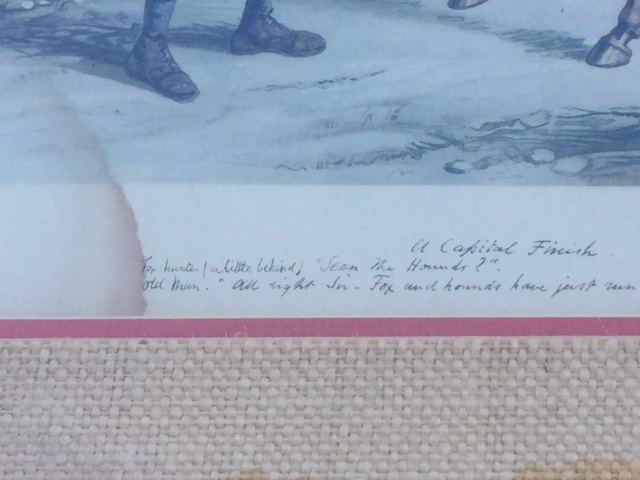 A Capital Finish
Fox hunter (a little behind) "Seen the Hounds?".
Old Man. "All right Sir - Fox and hounds have just run